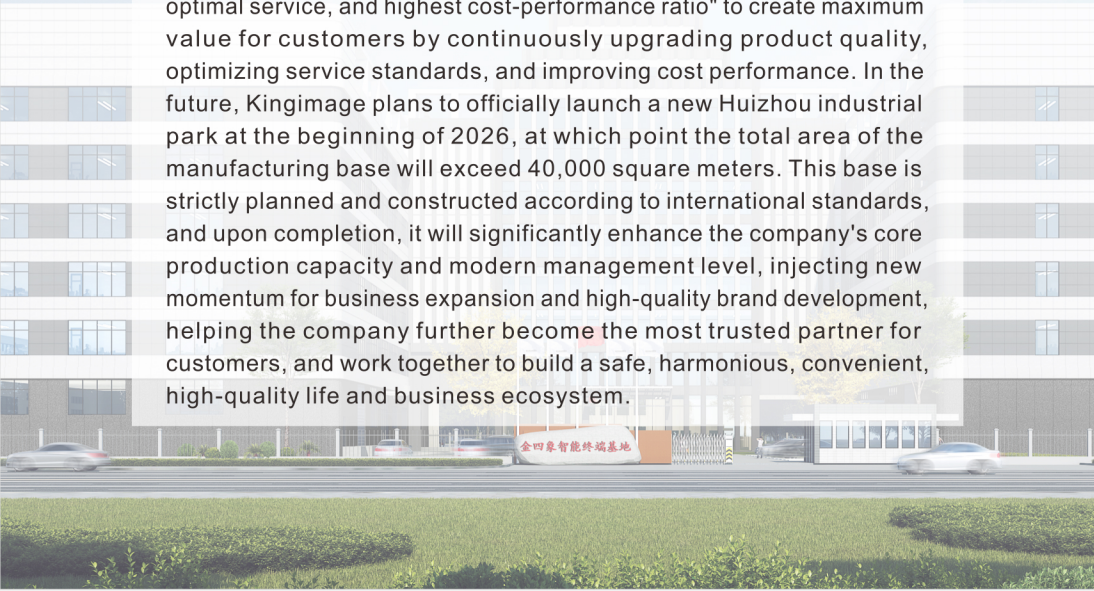 optimal service, and highest cost-performance ratio" to create maximum
value for customers by continuously upgrading product quality,
optimizing service standards, and improving cost performance. In the
future, Kingimage plans to officially launch a new Huizhou industrial
park at the beginning of 2026, at which point the total area of the
manufacturing base will exceed 40,000 square meters. This base is
strictly planned and constructed according to international standards,
and upon completion, it will significantly enhance the company's core
production capacity and modern management level, injecting new
momentum for business expansion and high-quality brand development,
helping the company further become the most trusted partner for
customers, and work together to build a safe, harmonious, convenient,
high-quality life and business ecosystem.
金四象智能终端基地